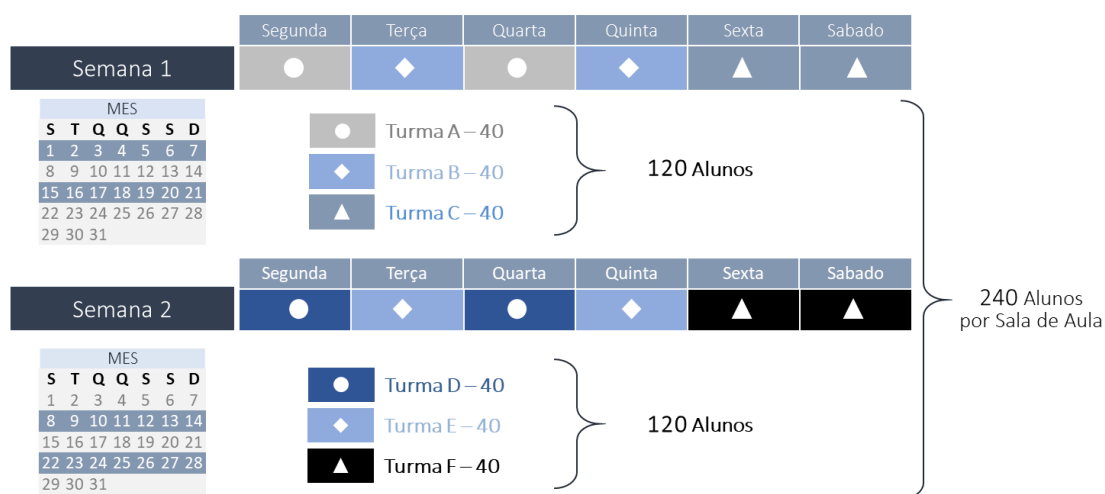 Segunda Terça Quarta Quinta Sexta Sabado
Semana 1
MES
S T Q Q S S D
1 2 3 4 5 6 7
8 9 10 11 12 13 14
15 16 17 18 19 20 21
22 23 24 25 26 27 28
29 30 31
Turma A – 40
Turma B – 40
Turma C – 40
120 Alunos
Segunda Terça Quarta Quinta Sexta Sabado
Semana 2
MES
S T Q Q S S D
1 2 3 4 5 6 7
8 9 10 11 12 13 14
15 16 17 18 19 20 21
22 23 24 25 26 27 28
29 30 31
Turma D – 40
Turma E – 40
Turma F – 40
120 Alunos
240 Alunos
por Sala de Aula